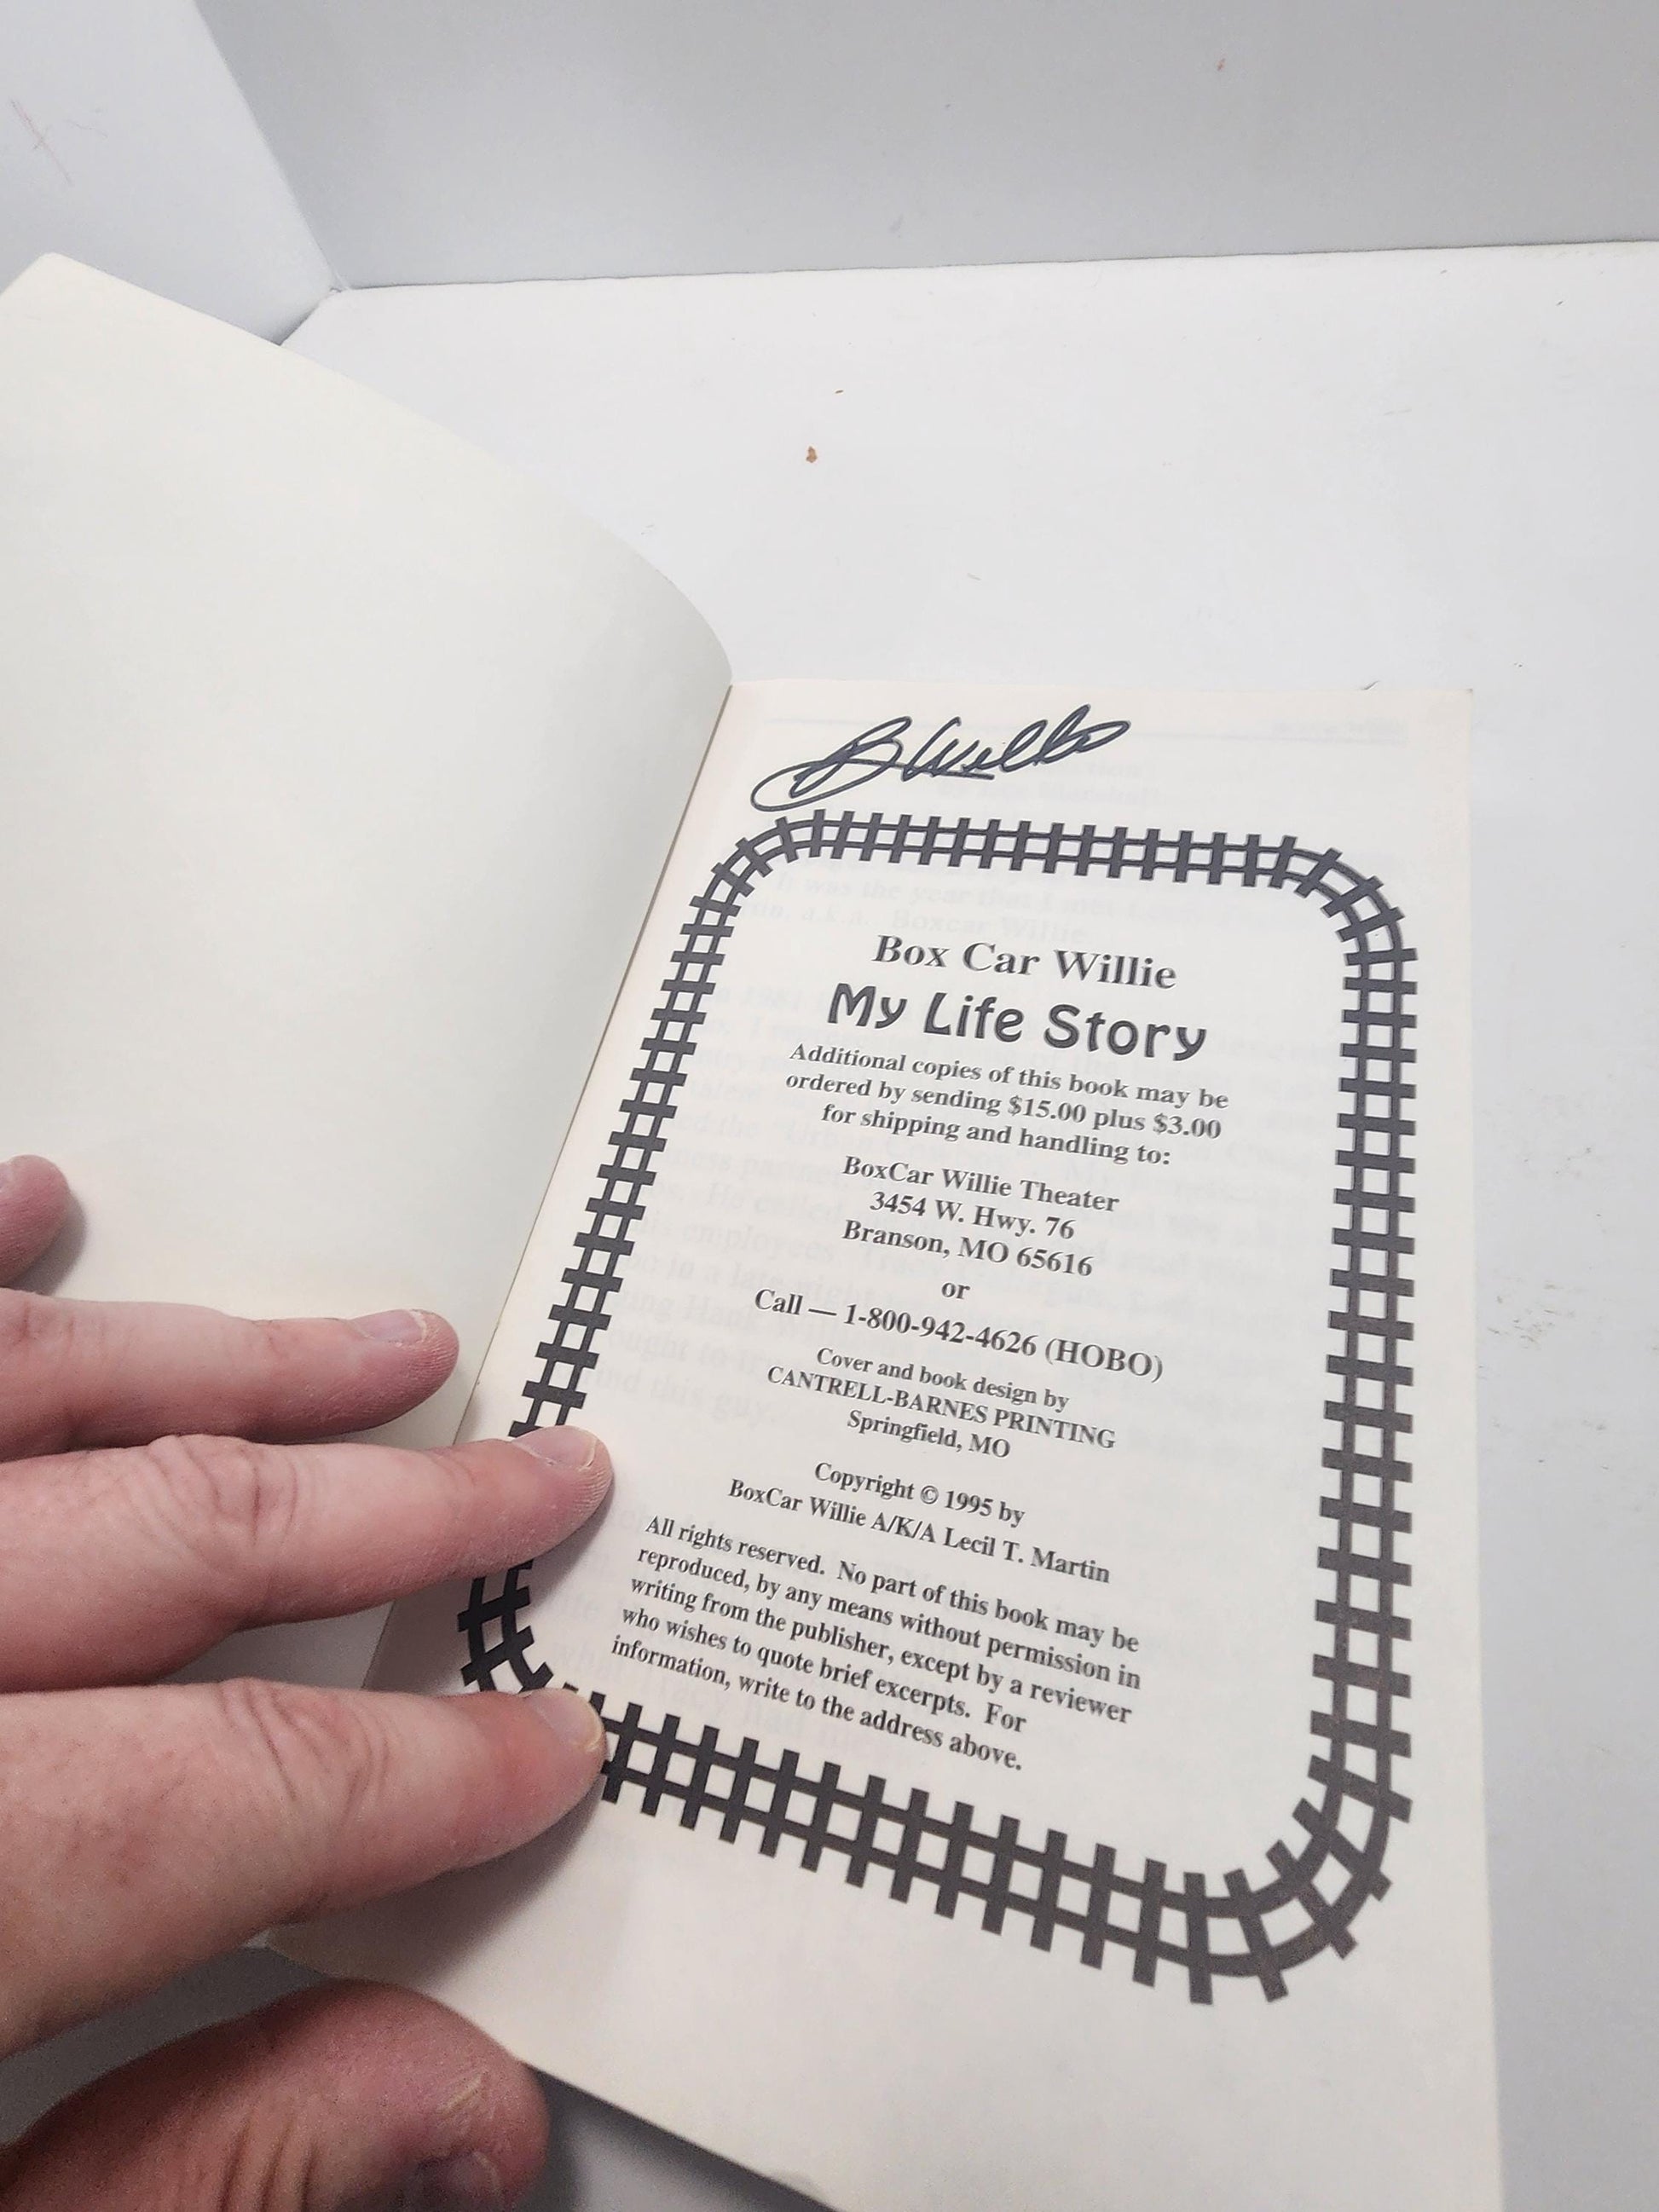 B Willie
Box Car Willie
My Life Story
Additional copies of this book may be
ordered by sending $15.00 plus $3.00
for shipping and handling to:
BoxCar Willie Theater
3454 W. Hwy. 76
Branson, MO 65616
or
Call — 1-800-942-4626 (HOBO)
Cover and book design by
CANTRELL-BARNES PRINTING
Springfield, MO
Copyright © 1995 by
BoxCar Willie A/K/A Lecil T. Martin
All rights reserved. No part of this book may be
reproduced, by any means without permission in
writing from the publisher, except by a reviewer
who wishes to quote brief excerpts. For
information, write to the address above.